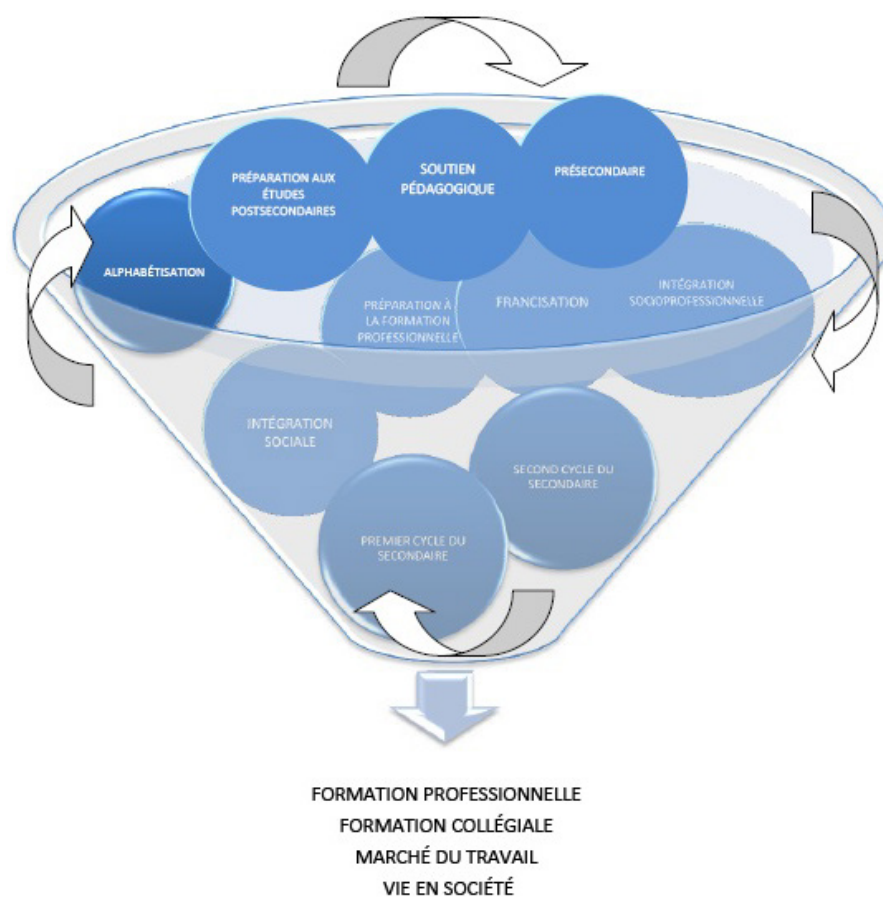 PRÉPARATION AUX
ÉTUDES
POSTSECONDAIRES
SOUTIEN
PÉDAGOGIQUE
PRÉSECONDAIRE
ALPHABÉTISATION
PRÉPARATION À
LA FORMATION
PROFESSIONNELLE
FRANCISATION
INTÉGRATION
SOCIOPROFESSIONNELLE
INTÉGRATION
SOCIALE
SECOND CYCLE DU
SECONDAIRE
PREMIER CYCLE DU
SECONDAIRE
FORMATION PROFESSIONNELLE
FORMATION COLLÉGIALE
MARCHÉ DU TRAVAIL
VIE EN SOCIÉTÉ